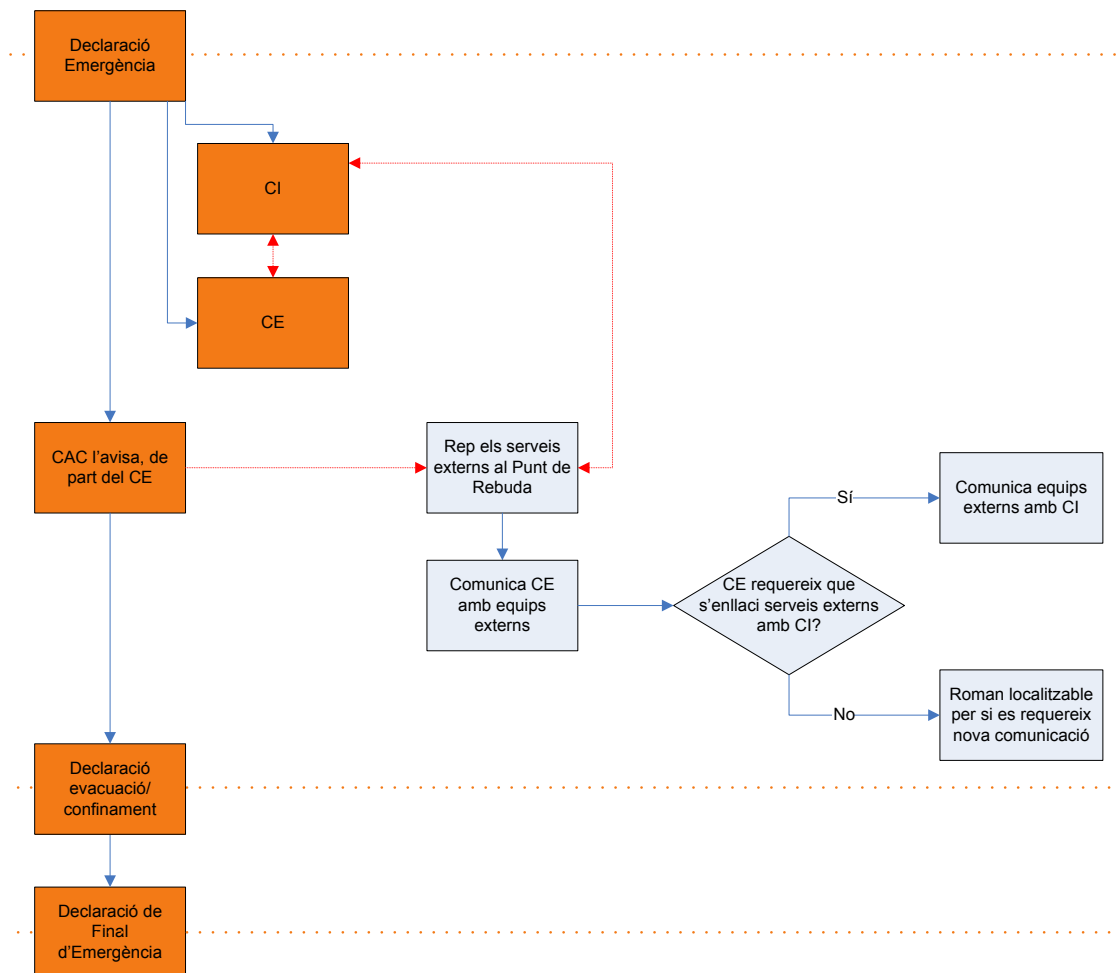 Declaració
Emergència
CI
CE
CAC l’avisa, de
part del CE
Rep els serveis
externs al Punt de
Rebuda
Comunica CE
amb equips
externs
CE requereix que
s’enllaci serveis externs
amb CI?
Sí
Comunica equips
externs amb CI
No
Roman localitzable
per si es requereix
nova comunicació
Declaració
evacuació/
confinament
Declaració de
Final
d’Emergència